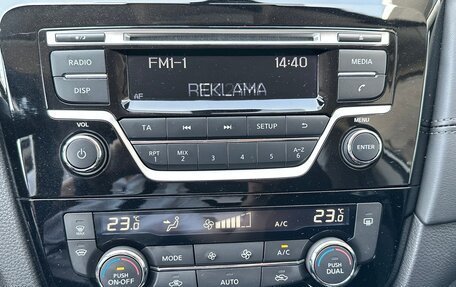 FM1-1 14:40
RADIO MEDIA
REKLAMA
DISP
AF
TA SETUP
VOL MENU
RPT 1 MIX 2 3 4 5 A-Z 6
ENTER
23.0 A/C 23.0
MODE A/C
PUSH ON·OFF AUTO PUSH DUAL